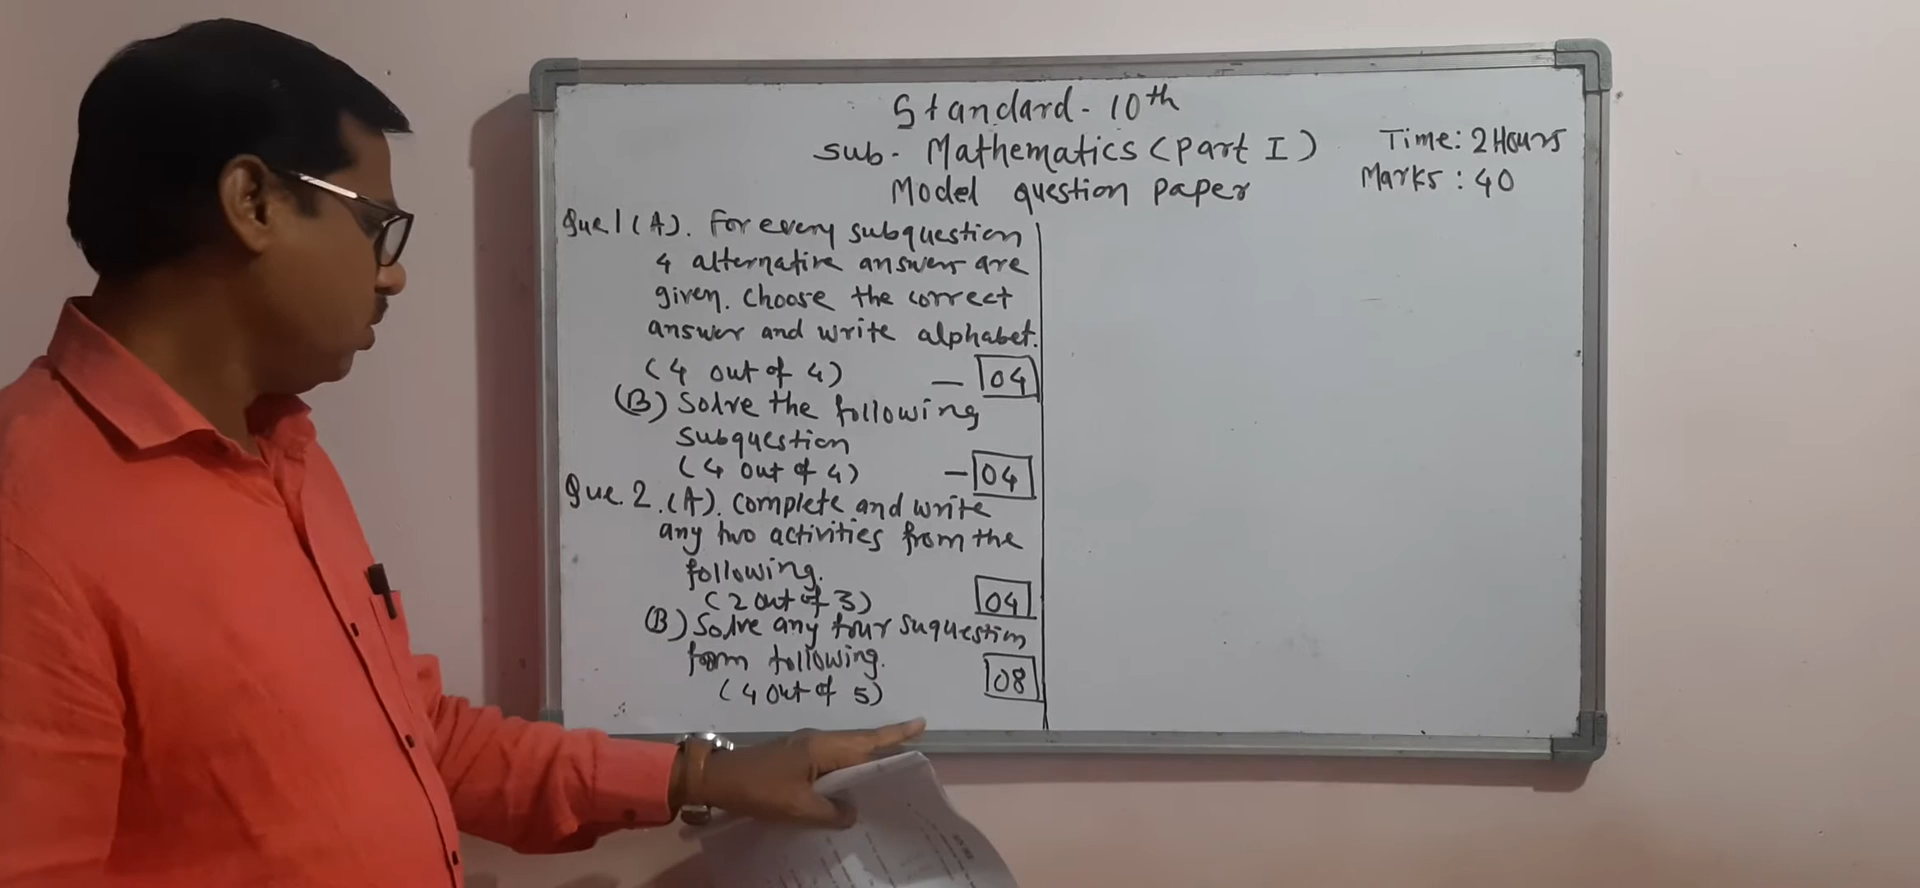 Standard - 10th
Sub - Mathematics (Part I)
Time: 2 Hours
Model question paper
Marks : 40
Que 1 (A). For every subquestion
4 alternative answer are
given. Choose the correct
answer and write alphabet.
(4 out of 4) — 04
(B) Solve the following
subquestion
(4 out of 4) — 04
Que. 2 .(A). Complete and write
any two activities from the
following.
(2 out of 3) 04
(B) Solve any four suquestion
from following.
(4 out of 5) 08